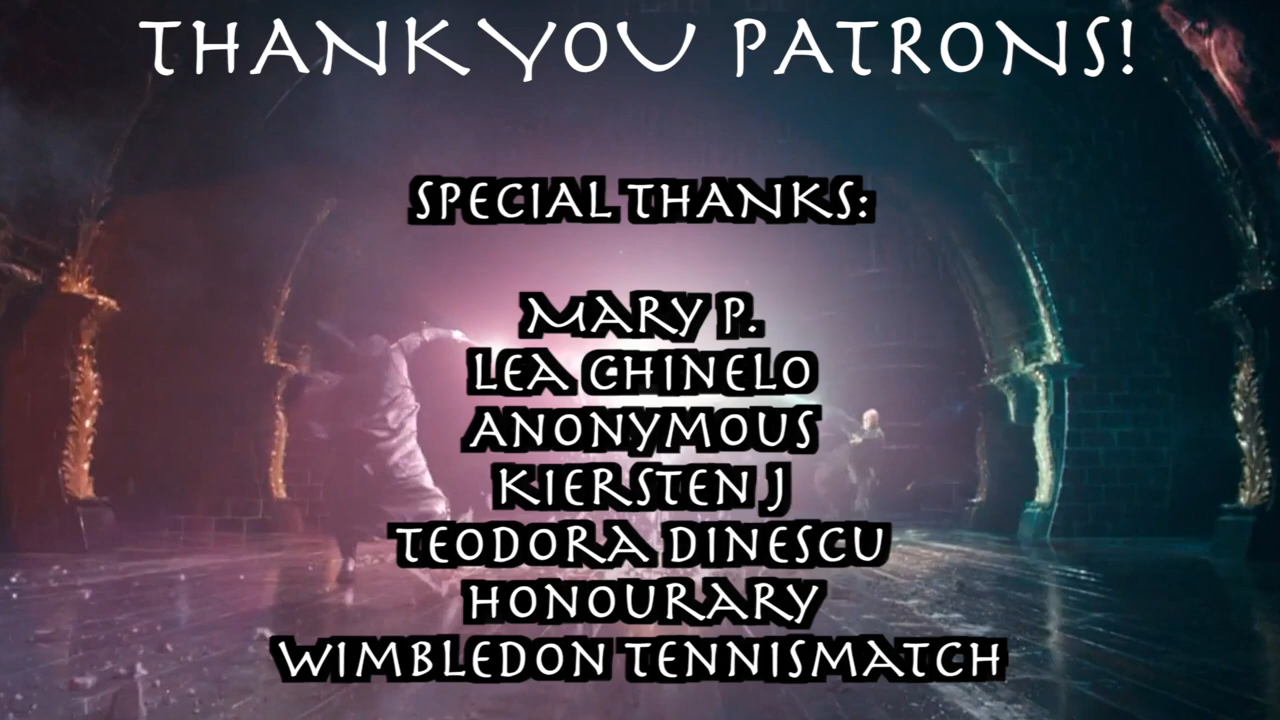 THANK YOU PATRONS!
SPECIAL THANKS:
MARY P.
LEA CHINELO
ANONYMOUS
KIERSTEN J
TEODORA DINESCU
HONOURARY
WIMBLEDON TENNISMATCH